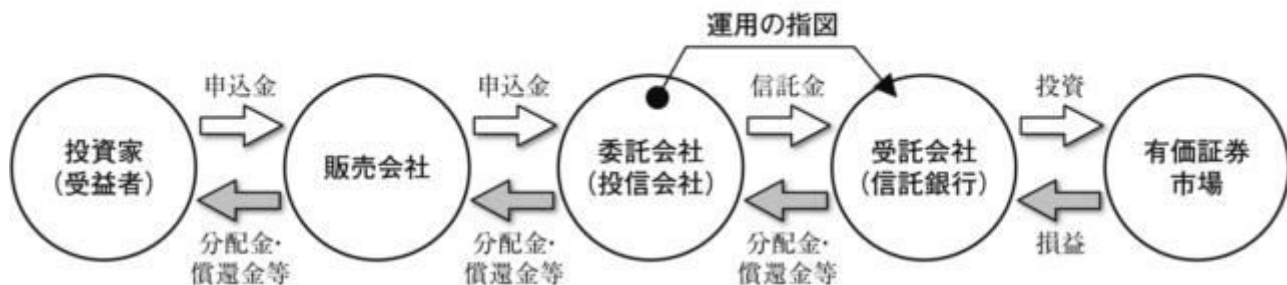 運用の指図
申込金
申込金
信託金
投資
投資家
（受益者）
販売会社
委託会社
（投信会社）
受託会社
（信託銀行）
有価証券
市場
分配金・
償還金等
分配金・
償還金等
分配金・
償還金等
損益